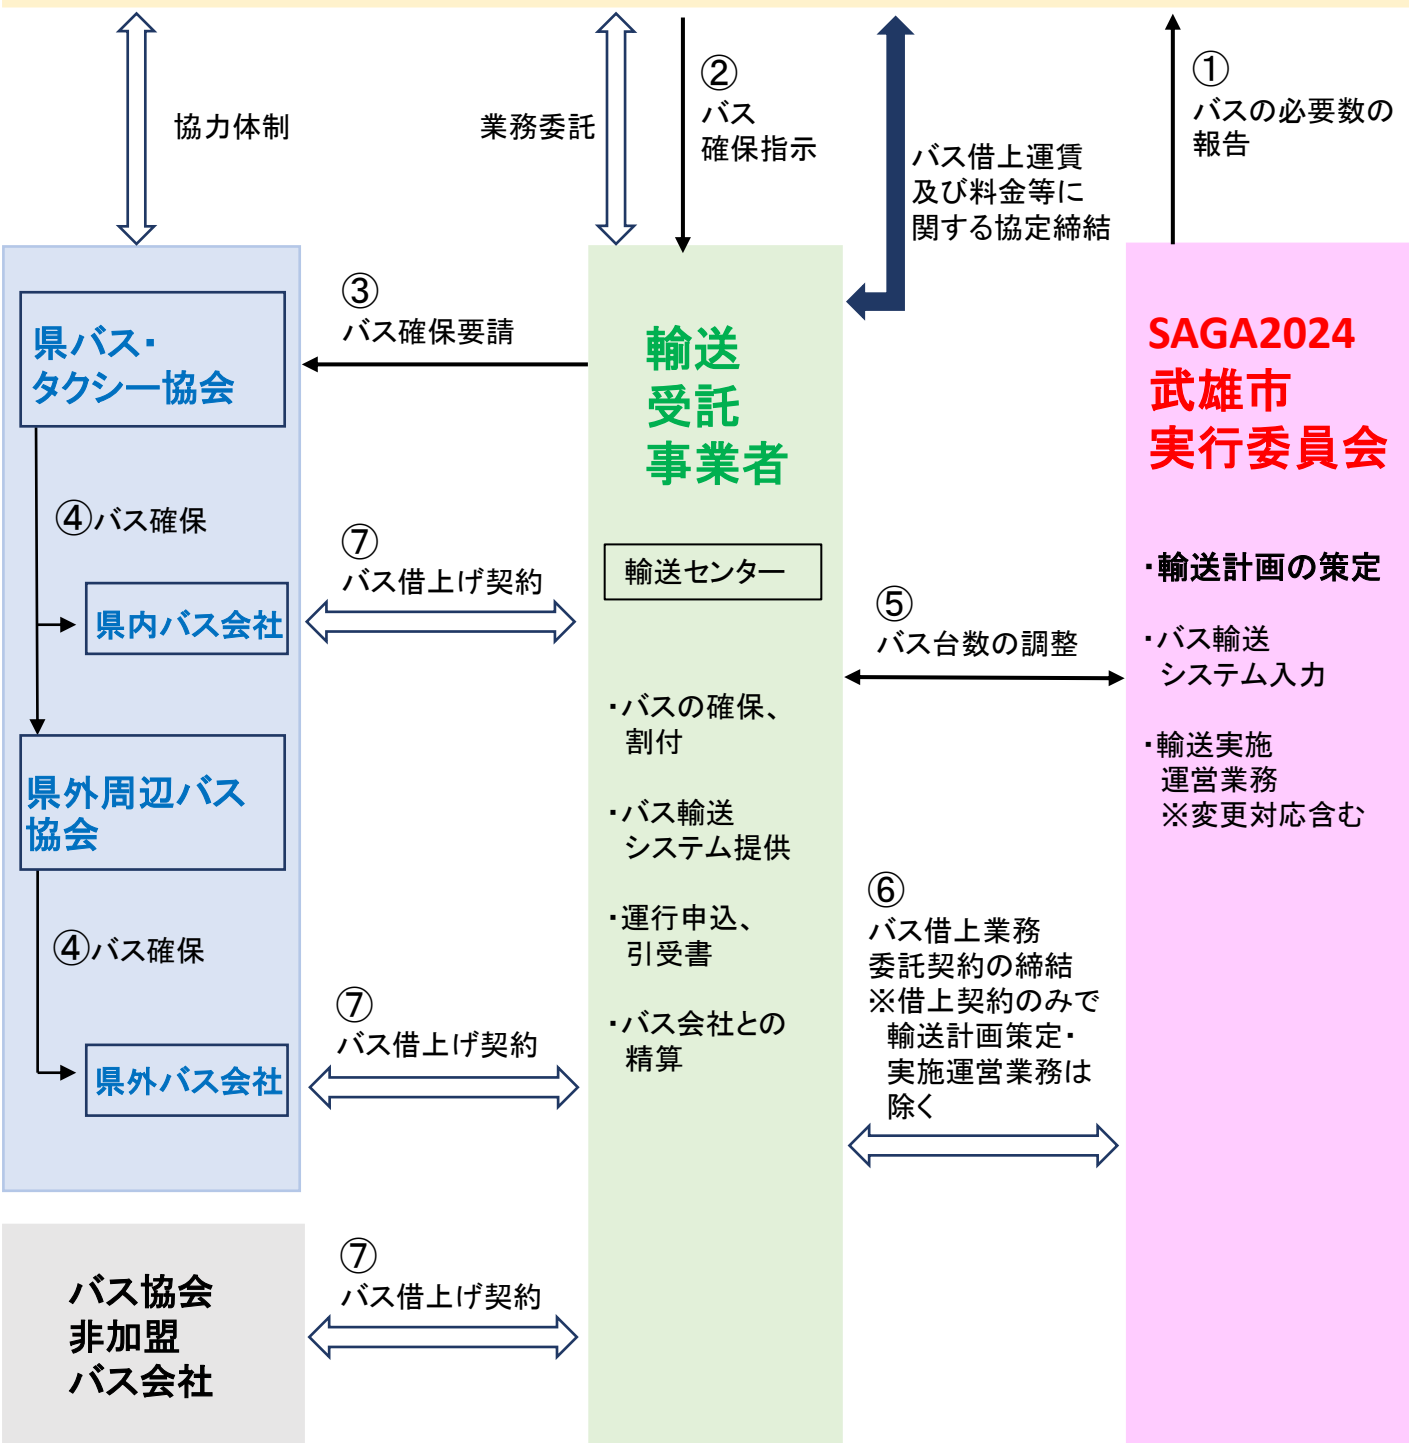 協力体制
業務委託
②
バス
確保指示
バス借上運賃
及び料金等に
関する協定締結
①
バスの必要数の
報告
県バス・
タクシー協会
④バス確保
県内バス会社
県外周辺バス
協会
④バス確保
県外バス会社
バス協会
非加盟
バス会社
③
バス確保要請
⑦
バス借上げ契約
⑦
バス借上げ契約
⑦
バス借上げ契約
輸送
受託
事業者
輸送センター
・バスの確保、
割付
・バス輸送
システム提供
・運行申込、
引受書
・バス会社との
精算
⑤
バス台数の調整
⑥
バス借上業務
委託契約の締結
※借上契約のみで
輸送計画策定・
実施運営業務は
除く
SAGA2024
武雄市
実行委員会
・輸送計画の策定
・バス輸送
システム入力
・輸送実施
運営業務
※変更対応含む